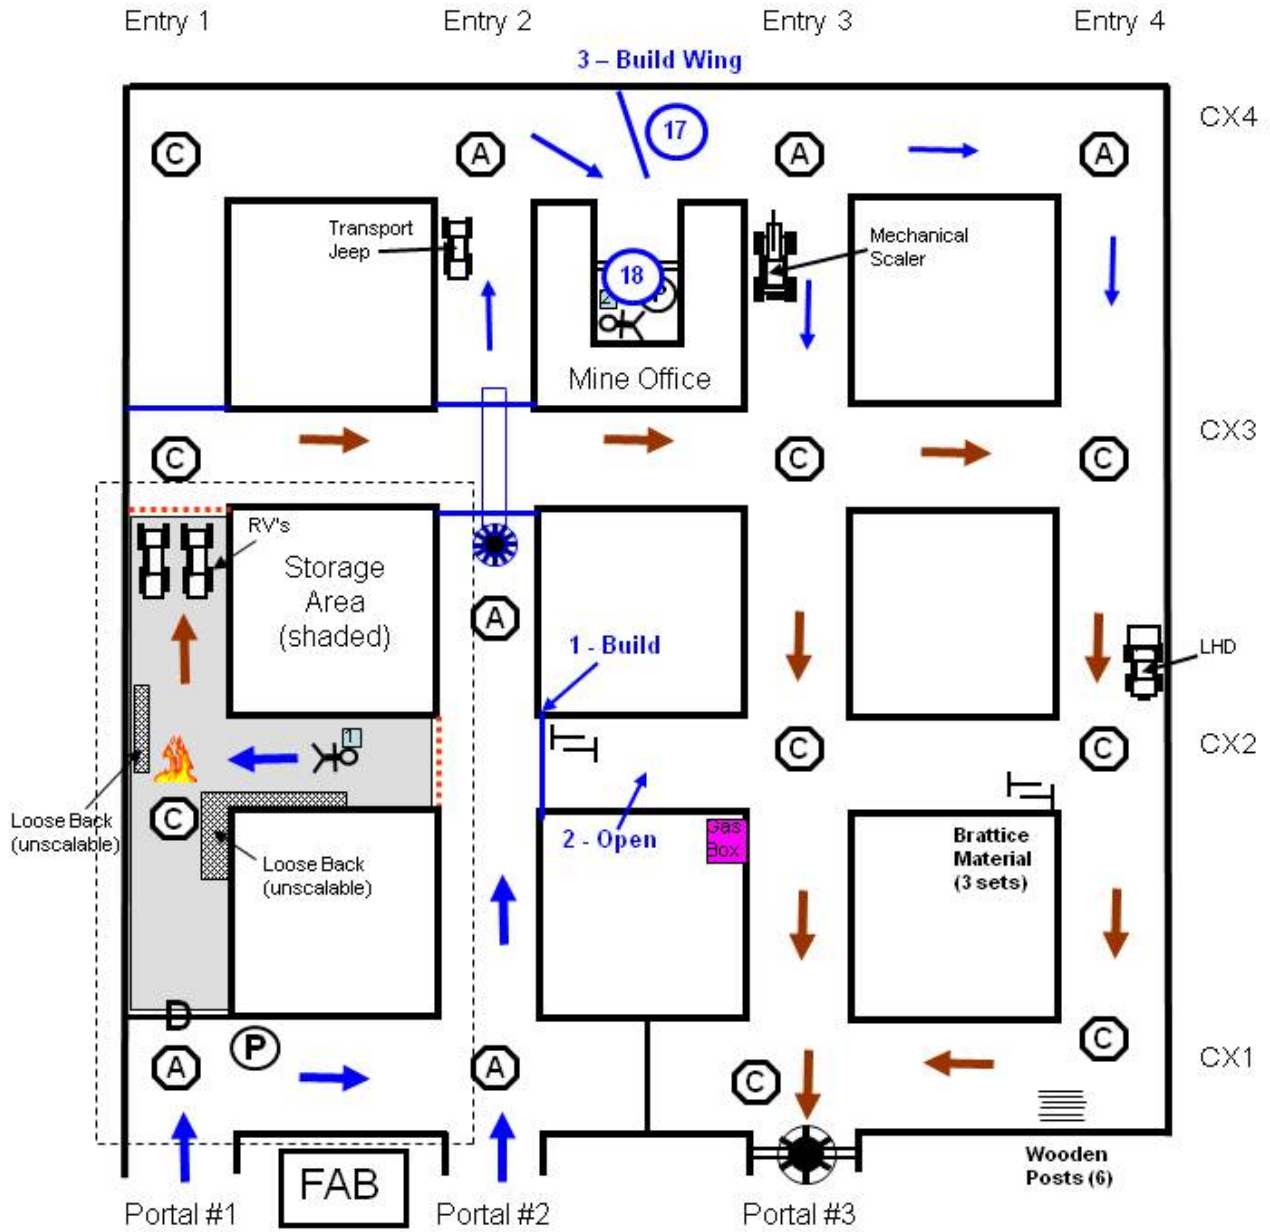 Entry 1
Entry 2
Entry 3
Entry 4
3 – Build Wing
CX4
17
C
A
A
A
Transport
Jeep
Mechanical
Scaler
18
2
Mine Office
CX3
C
C
C
RV's
Storage
Area
(shaded)
A
1 - Build
LHD
1
C
C
CX2
Loose Back
(unscalable)
C
Loose Back
(unscalable)
2 - Open
Gas
Box
Brattice
Material
(3 sets)
D
P
A
A
C
C
CX1
FAB
Wooden
Posts (6)
Portal #1
Portal #2
Portal #3